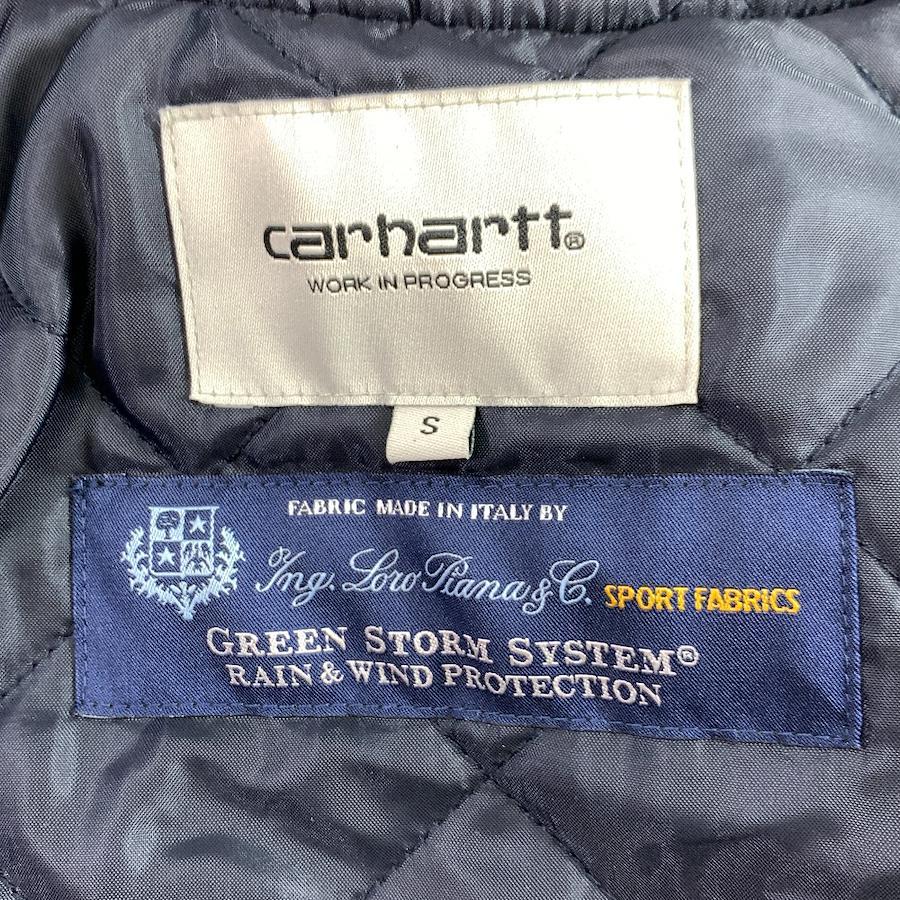 carhartt®
WORK IN PROGRESS
S
FABRIC MADE IN ITALY BY
Ing. Loro Piana & C. SPORT FABRICS
GREEN STORM SYSTEM®
RAIN & WIND PROTECTION